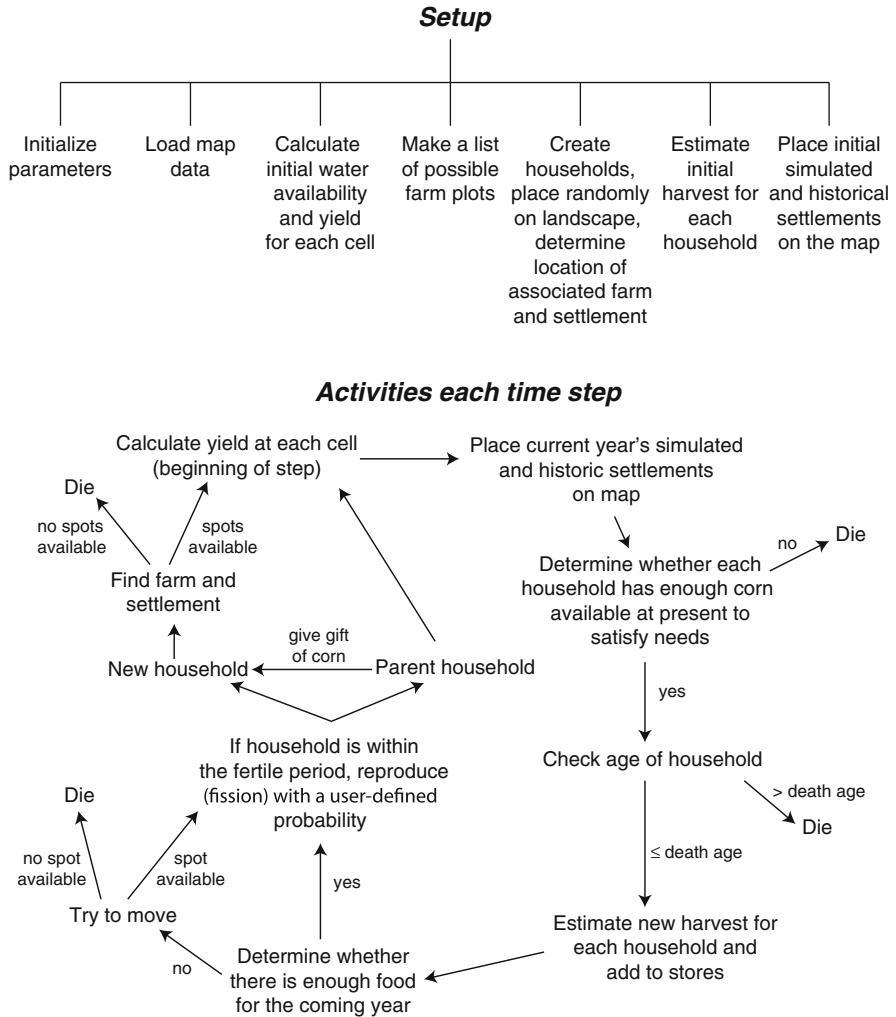 Setup
Initialize
parameters
Load map
data
Calculate
initial water
availability
and yield
for each cell
Make a list
of possible
farm plots
Create
households,
place randomly
on landscape,
determine
location of
associated farm
and settlement
Estimate
initial
harvest for
each
household
Place initial
simulated
and historical
settlements
on the map
Activities each time step
Calculate yield at each cell
(beginning of step)
Place current year's simulated
and historic settlements
on map
Die
no spots
available
spots
available
Find farm and
settlement
Determine whether each
household has enough corn
available at present to
satisfy needs
no
Die
New household
give gift
of corn
Parent household
yes
Check age of household
> death age
Die
≤ death age
If household is within
the fertile period, reproduce
(fission) with a user-defined
probability
Die
no spot
available
spot
available
Try to move
yes
no
Determine whether
there is enough food
for the coming year
Estimate new harvest for
each household and
add to stores